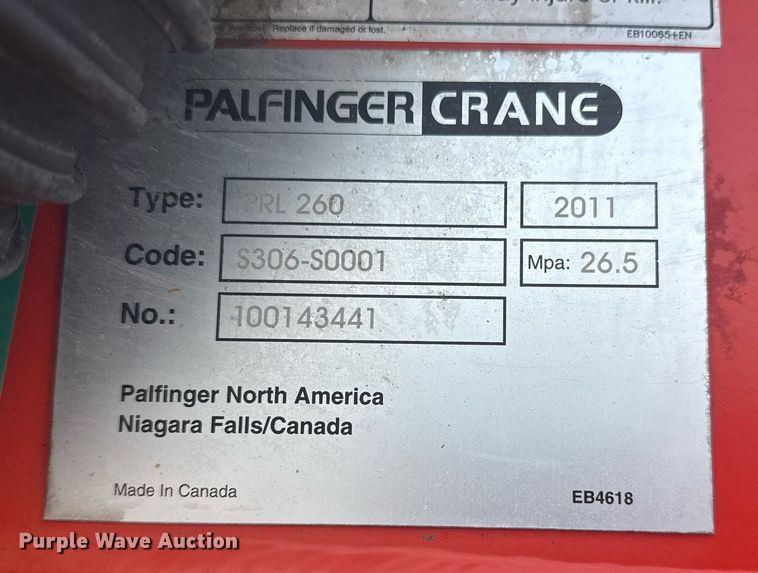 Replace if damaged or lost.
EB10065+EN
PALFINGER CRANE
Type: PRL 260 2011
Code: S306-S0001 Mpa: 26.5
No.: 100143441
Palfinger North America
Niagara Falls/Canada
Made In Canada EB4618
Purple Wave Auction